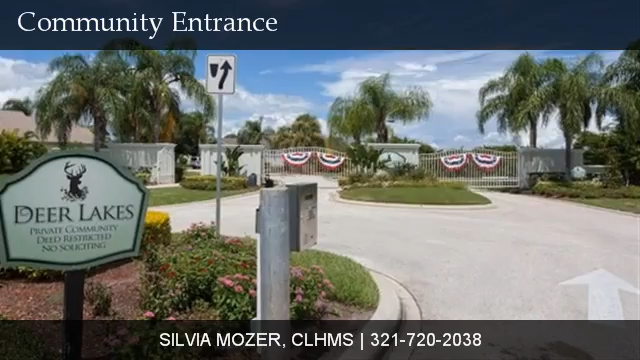 Community Entrance
DEER LAKES
PRIVATE COMMUNITY
DEED RESTRICTED
NO SOLICITING
SILVIA MOZER, CLHMS | 321-720-2038